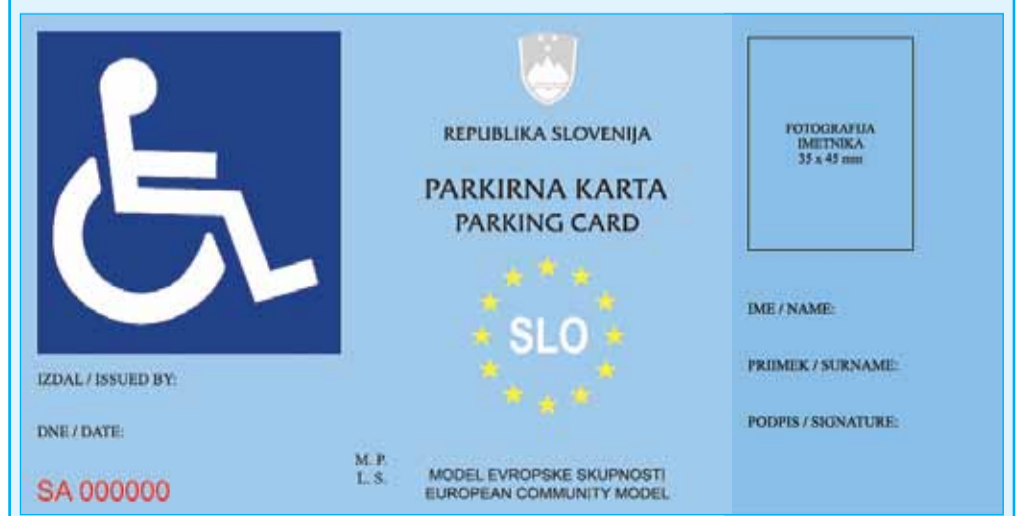 IZDAL / ISSUED BY:
DNE / DATE:
SA 000000
M. P.
L. S.
REPUBLIKA SLOVENIJA
PARKIRNA KARTA
PARKING CARD
SLO
MODEL EVROPSKE SKUPNOSTI
EUROPEAN COMMUNITY MODEL
FOTOGRAFIJA
IMETNIKA
35 x 45 mm
IME / NAME:
PRIIMEK / SURNAME:
PODPIS / SIGNATURE: